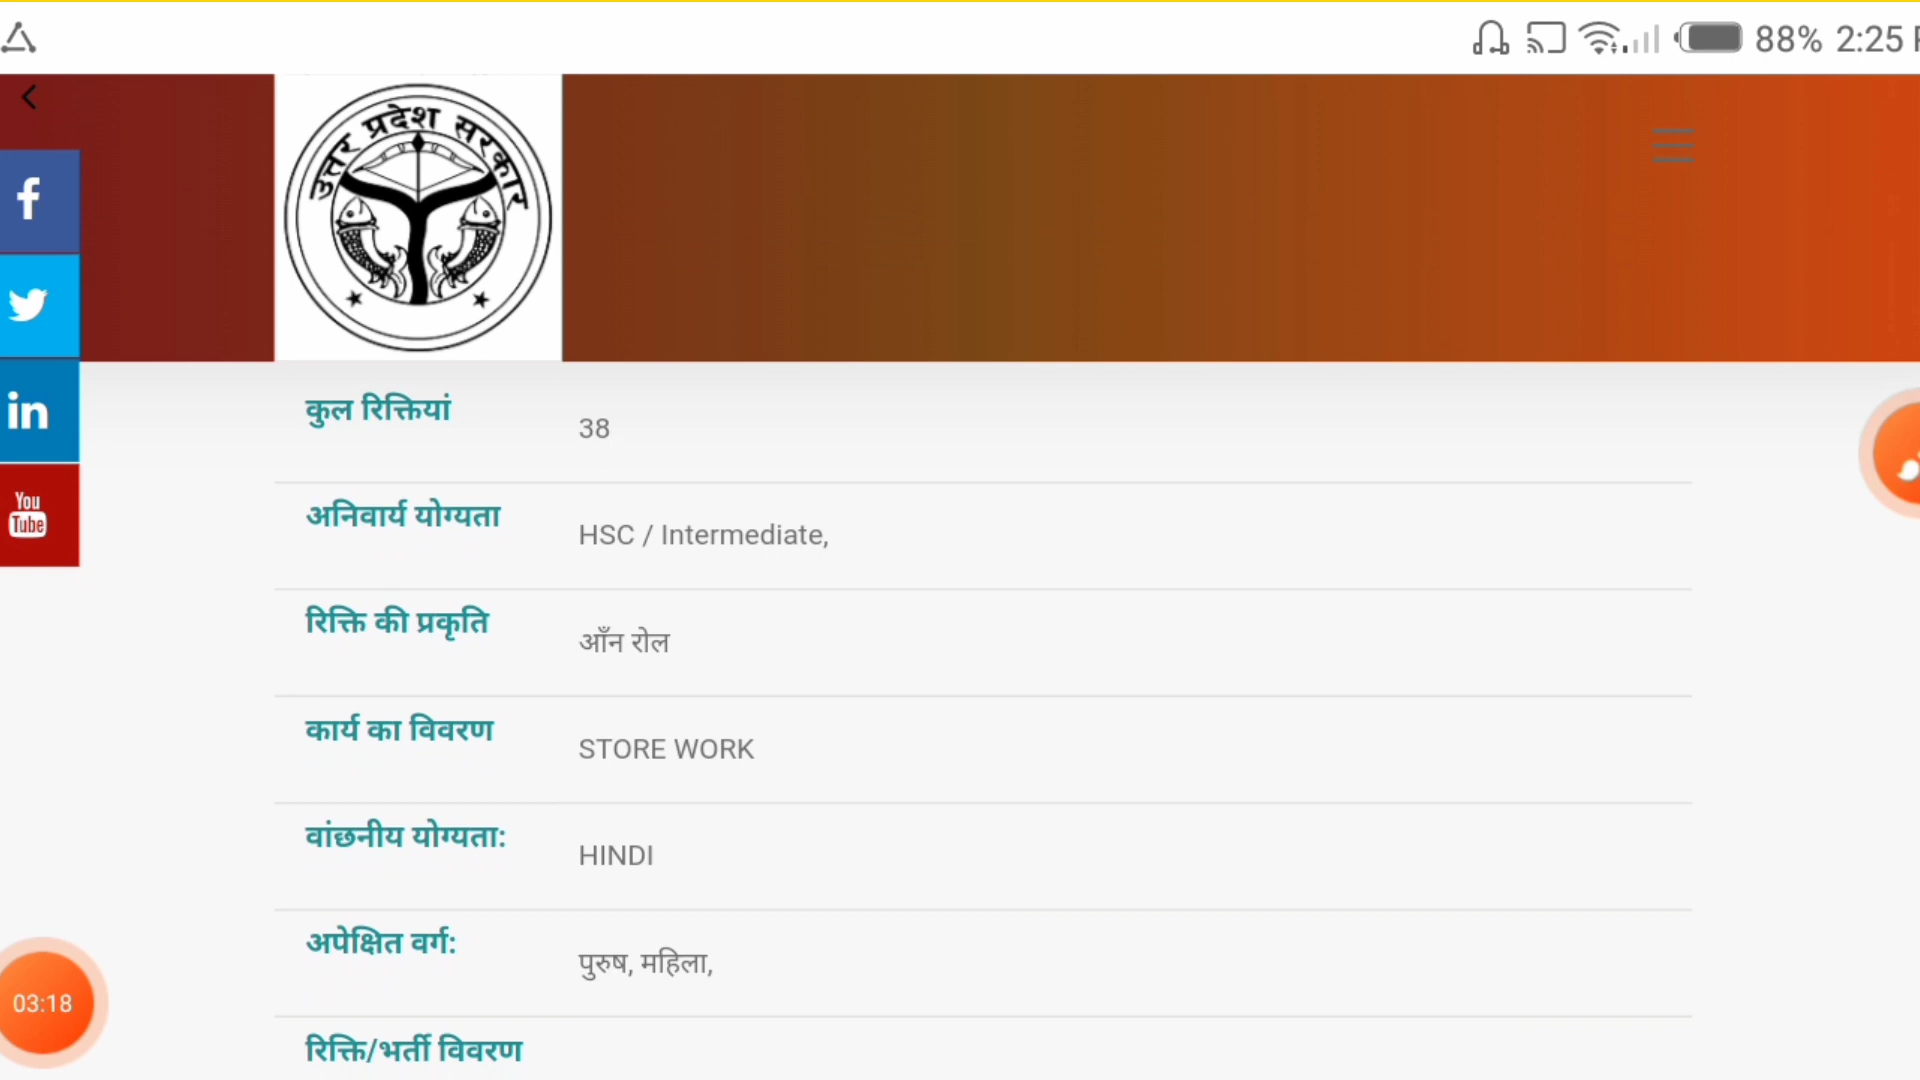 88% 2:25
उत्तर प्रदेश सरकार
f
in
You
Tube
कुल रिक्तियां
38
अनिवार्य योग्यता
HSC / Intermediate,
रिक्ति की प्रकृति
ऑंन रोल
कार्य का विवरण
STORE WORK
वांछनीय योग्यता:
HINDI
अपेक्षित वर्ग:
पुरुष, महिला,
03:18
रिक्ति/भर्ती विवरण